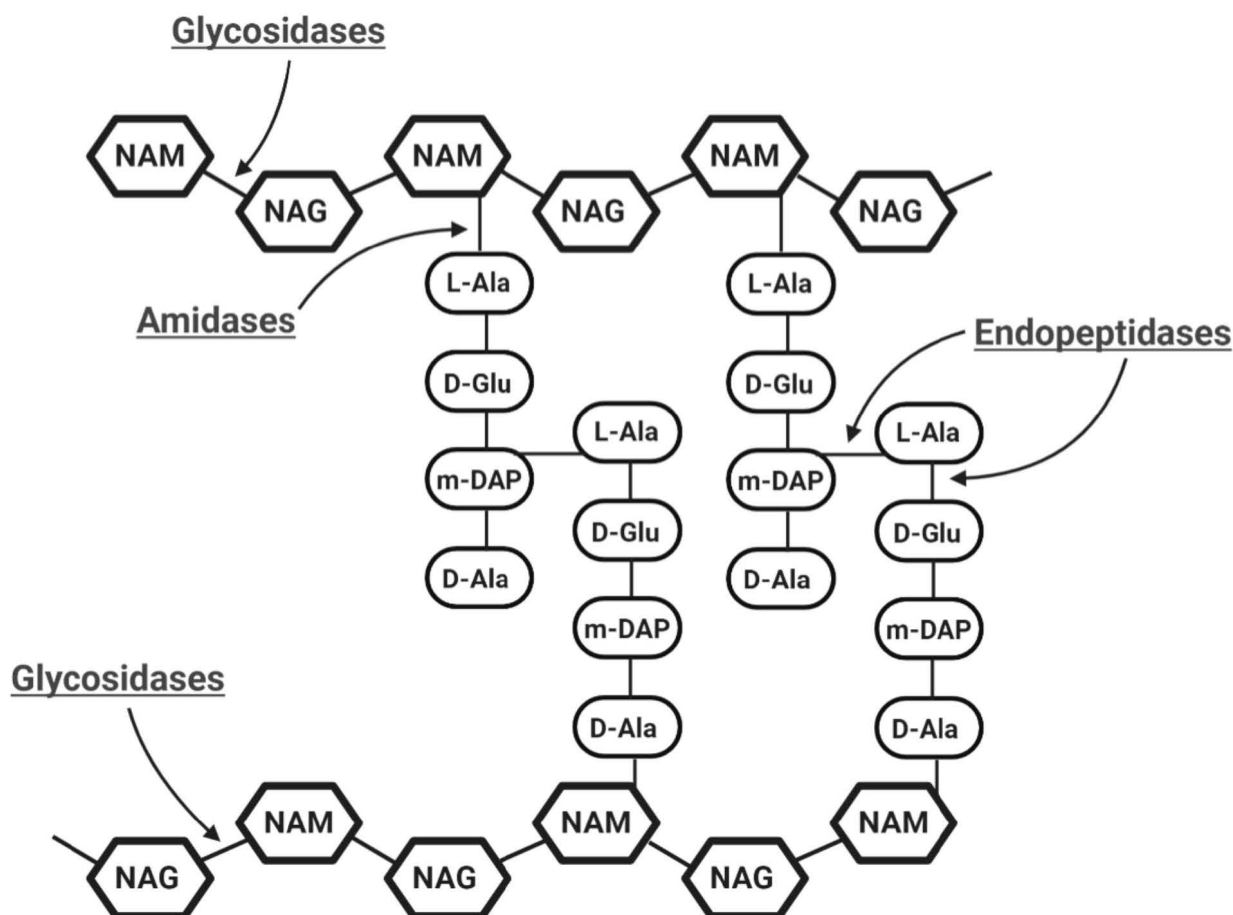 Glycosidases
NAM NAM NAM
NAG NAG NAG
L-Ala L-Ala
Amidases
Endopeptidases
D-Glu D-Glu
L-Ala L-Ala
m-DAP m-DAP
D-Glu D-Glu
D-Ala D-Ala
m-DAP m-DAP
Glycosidases
D-Ala D-Ala
NAM NAM NAM
NAG NAG NAG